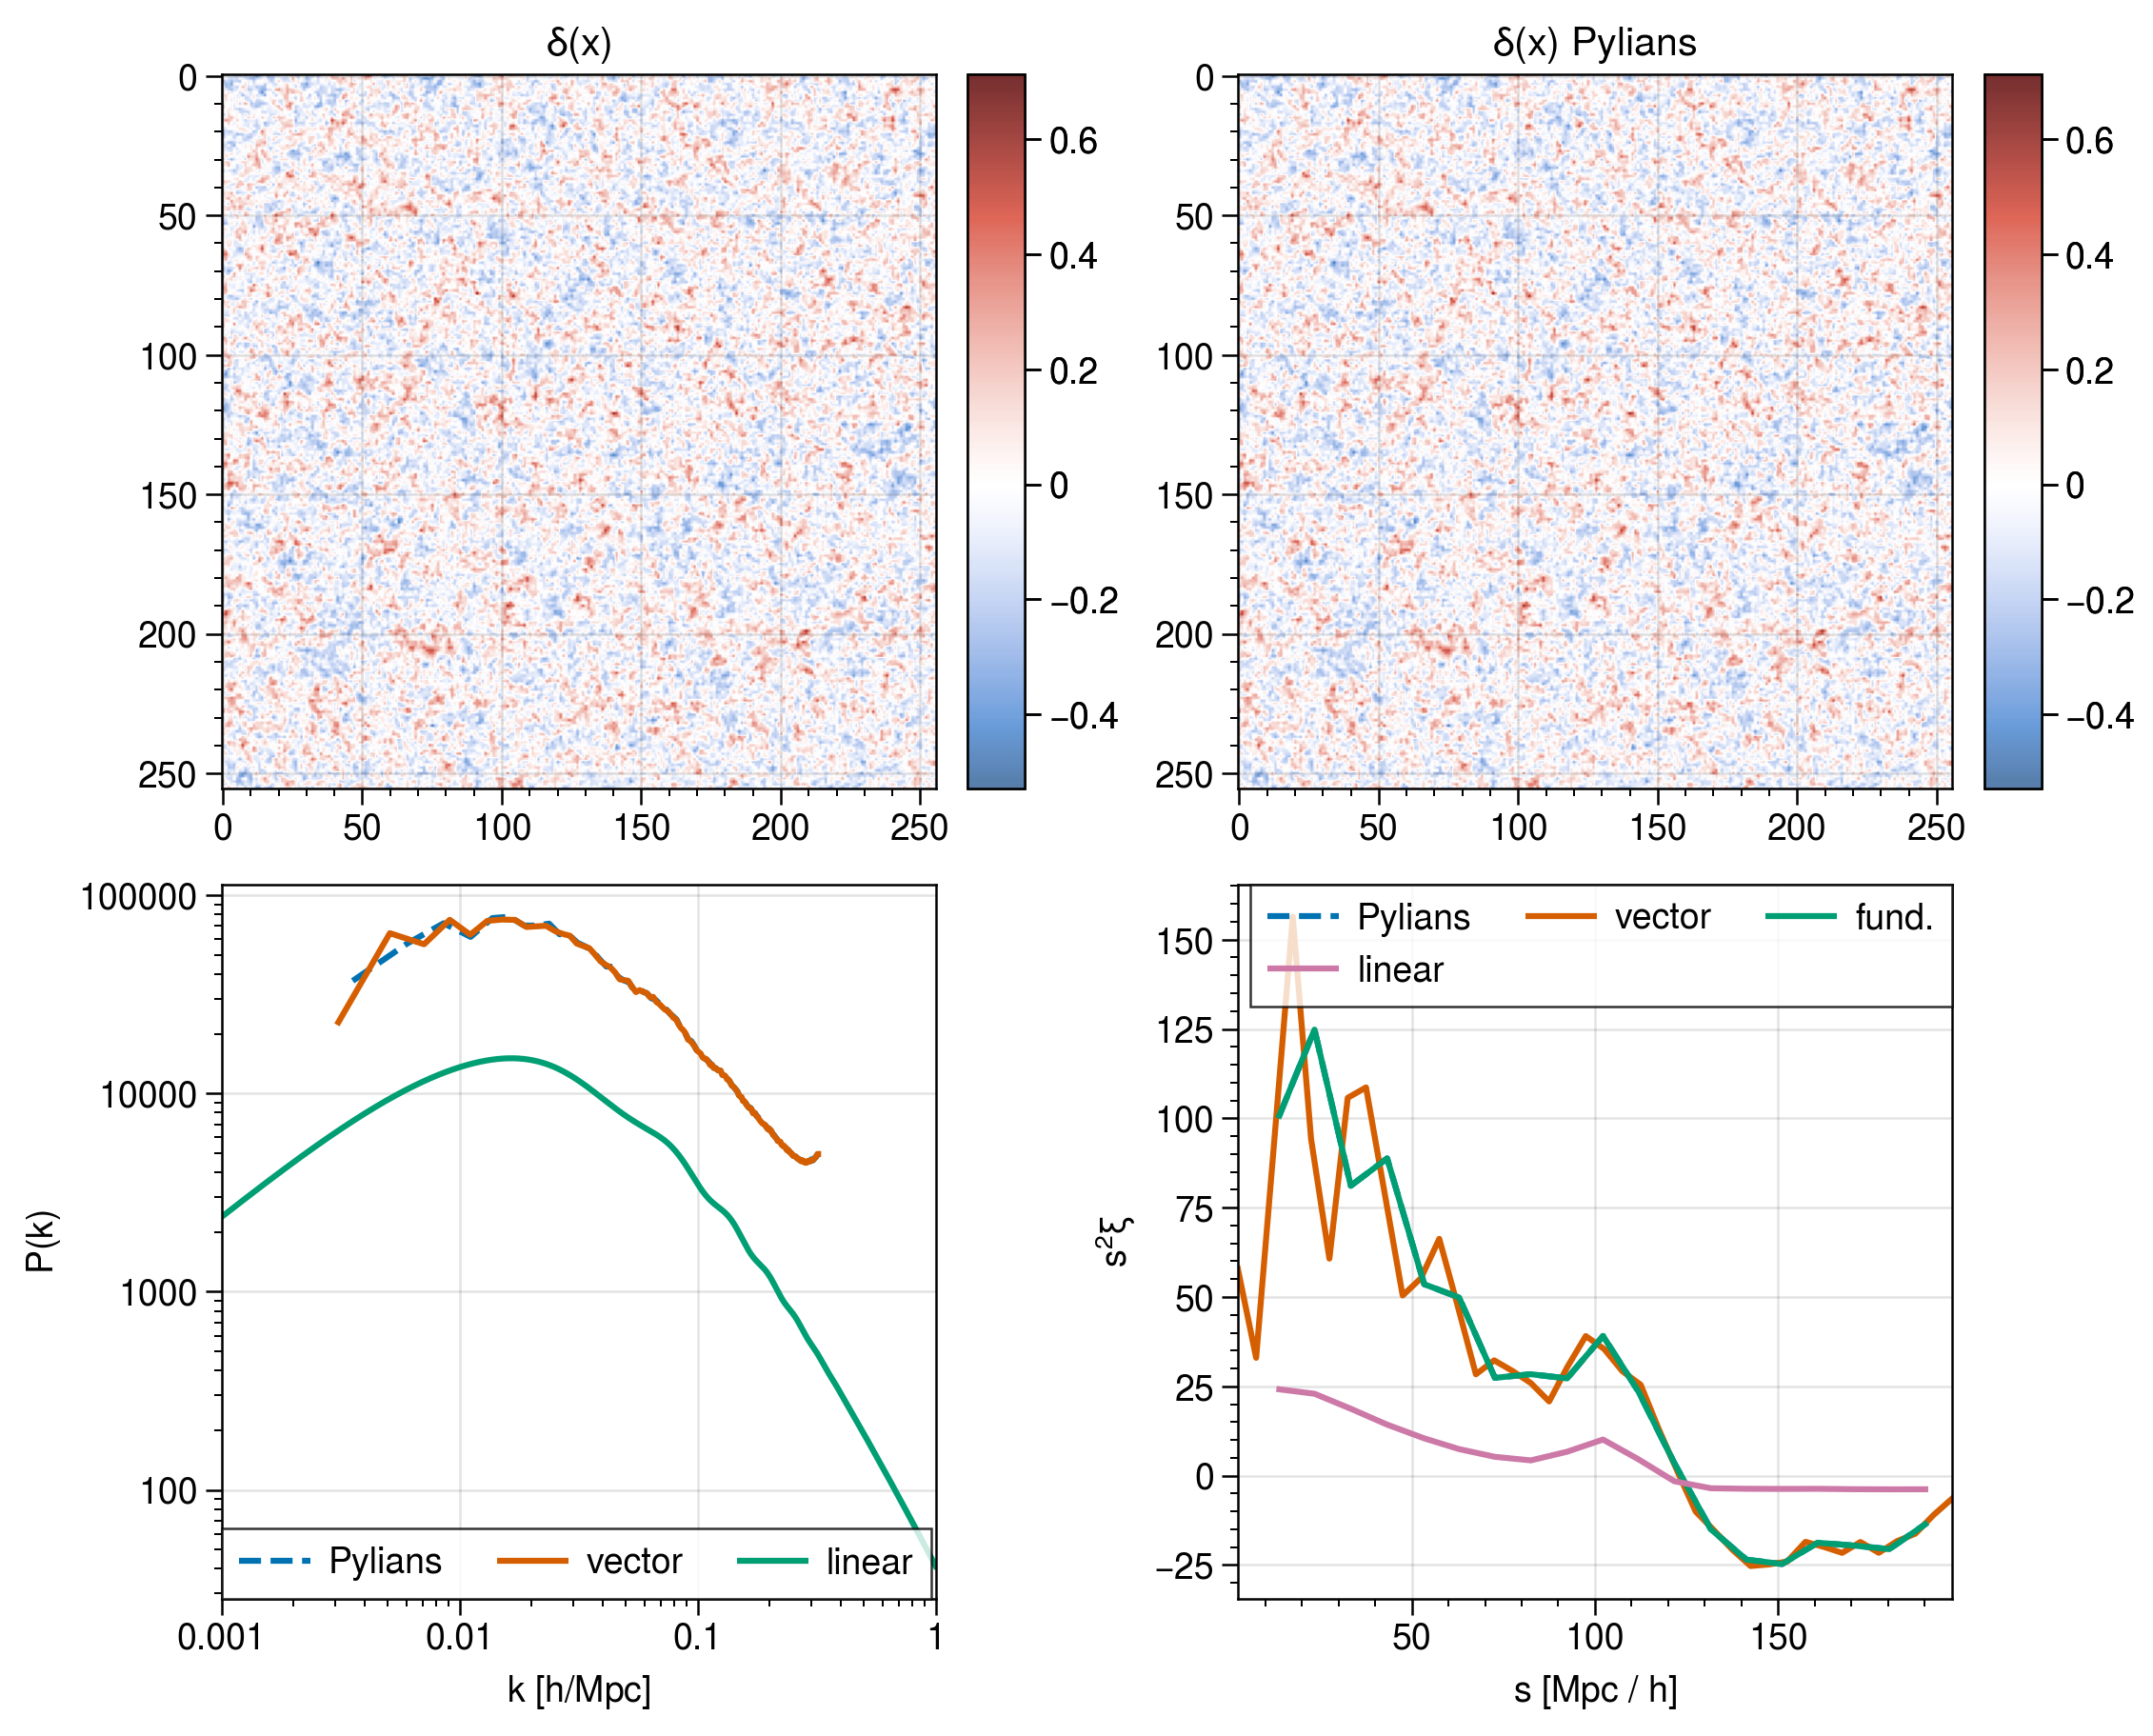 δ(x)
0
50
100
150
200
250
0 50 100 150 200 250
0.6
0.4
0.2
0
−0.2
−0.4
δ(x) Pylians
0
50
100
150
200
250
0 50 100 150 200 250
0.6
0.4
0.2
0
−0.2
−0.4
P(k)
100000
10000
1000
100
Pylians vector linear
0.001 0.01 0.1 1
k [h/Mpc]
s²ξ
Pylians vector fund.
linear
150
125
100
75
50
25
0
−25
50 100 150
s [Mpc / h]